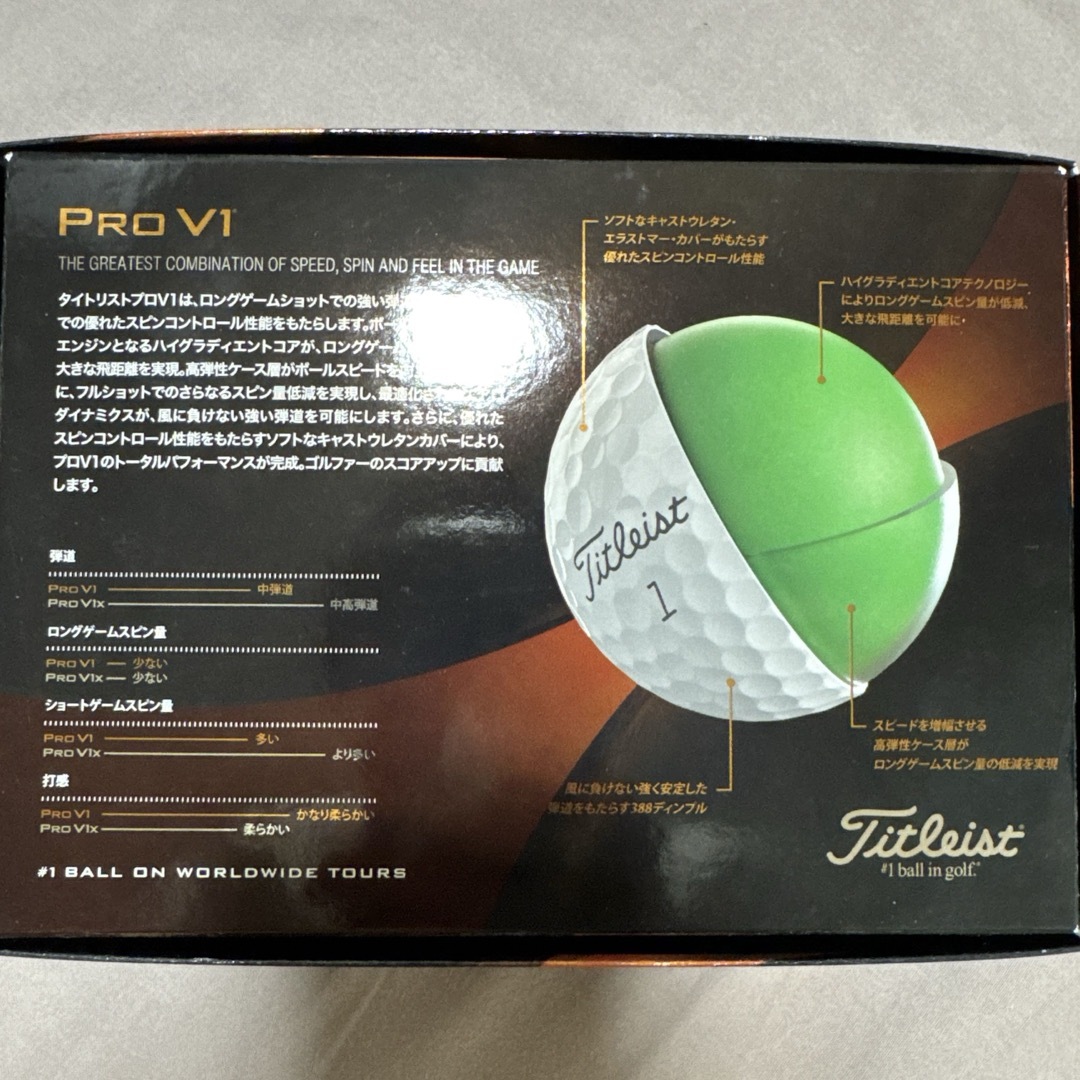 PRO V1
THE GREATEST COMBINATION OF SPEED, SPIN AND FEEL IN THE GAME
タイトリストプロV1は、ロングゲームショットでの強い弾
での優れたスピンコントロール性能をもたらします。ボー
エンジンとなるハイグラディエントコアが、ロングゲー
大きな飛距離を実現。高弾性ケース層がボールスピードを
に、フルショットでのさらなるスピン量低減を実現し、最適化
ダイナミクスが、風に負けない強い弾道を可能にします。さらに、優れた
スピンコントロール性能をもたらすソフトなキャストウレタンカバーにより、
プロV1のトータルパフォーマンスが完成。ゴルファーのスコアアップに貢献
します。
弾道
PRO V1 中弾道
PRO V1x 中高弾道
ロングゲームスピン量
PRO V1 少ない
PRO V1x 少ない
ショートゲームスピン量
PRO V1 多い
PRO V1x より多い
打感
PRO V1 かなり柔らかい
PRO V1x 柔らかい
#1 BALL ON WORLDWIDE TOURS
ソフトなキャストウレタン・
エラストマー・カバーがもたらす
優れたスピンコントロール性能
ハイグラディエントコアテクノロジー
によりロングゲームスピン量が低減、
大きな飛距離を可能に・
Titleist
1
スピードを増幅させる
高弾性ケース層が
ロングゲームスピン量の低減を実現
風に負けない強く安定した
弾道をもたらす388ディンプル
Titleist®
#1 ball in golf.®